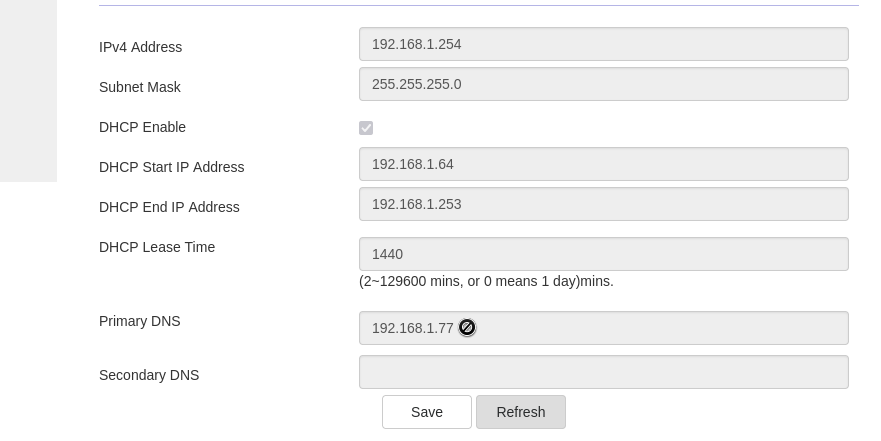 IPv4 Address 192.168.1.254
Subnet Mask 255.255.255.0
DHCP Enable
DHCP Start IP Address 192.168.1.64
DHCP End IP Address 192.168.1.253
DHCP Lease Time 1440
(2~129600 mins, or 0 means 1 day)mins.
Primary DNS 192.168.1.77
Secondary DNS
Save Refresh